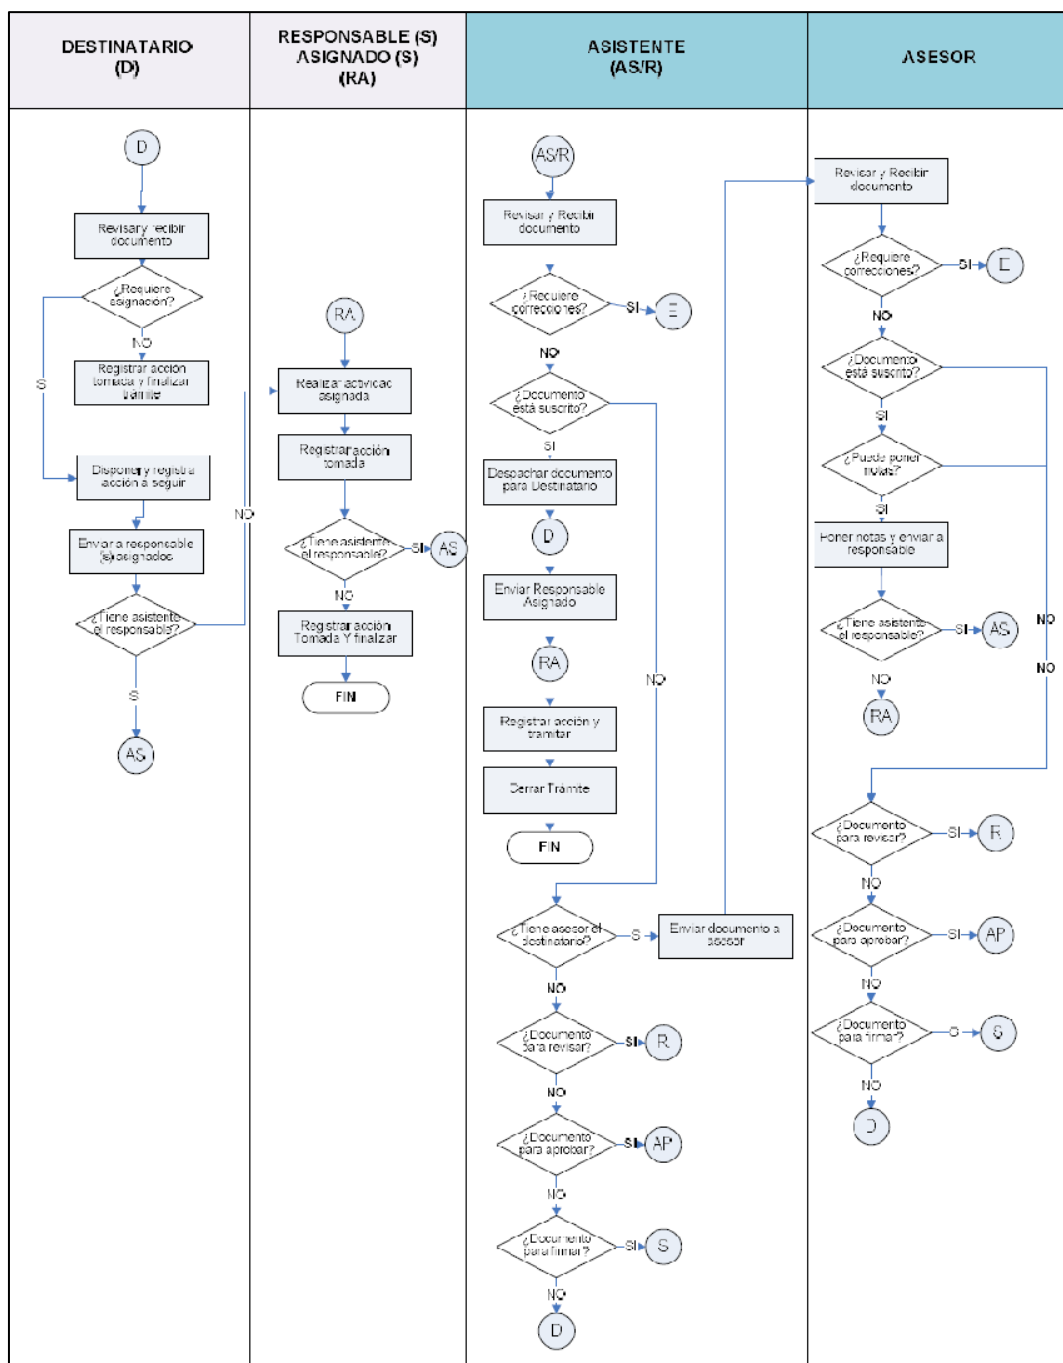 DESTINATARIO
(D)
RESPONSABLE (S)
ASIGNADO (S)
(RA)
ASISTENTE
(AS/R)
ASESOR
D
Revisar y recibir
documento
¿Requiere
asignación?
NO
Registrar acción
tomada y finalizar
trámite
S
Disponer y registra
acción a seguir
Enviar a responsable
(s) asignados
¿Tiene asistente
el responsable?
NO
S
AS
RA
Realizar actividad
asignada
Registrar acción
tomada
¿Tiene asistente
el responsable?
SI
AS
NO
Registrar acción
Tomada Y finalizar
FIN
AS/R
Revisar y Recibir
documento
¿Requiere
correcciones?
SI
E
NO
¿Documento
está suscrito?
SI
Despachar documento
para Destinatario
D
Enviar Responsable
Asignado
RA
NO
Registrar acción y
tramitar
Cerrar Trámite
FIN
¿Tiene asesor el
destinatario?
S
Enviar documento a
asesor
NO
¿Documento
para revisar?
SI
R
NO
¿Documento
para aprobar?
SI
AP
NO
¿Documento
para firmar?
SI
S
NO
D
Revisar y Recibir
documento
¿Requiere
correcciones?
SI
E
NO
¿Documento
está suscrito?
SI
¿Puede poner
notas?
SI
Poner notas y enviar a
responsable
¿Tiene asistente
el responsable?
SI
AS
NO
NO
NO
RA
¿Documento
para revisar?
SI
R
NO
¿Documento
para aprobar?
SI
AP
NO
¿Documento
para firmar?
S
S
NO
D